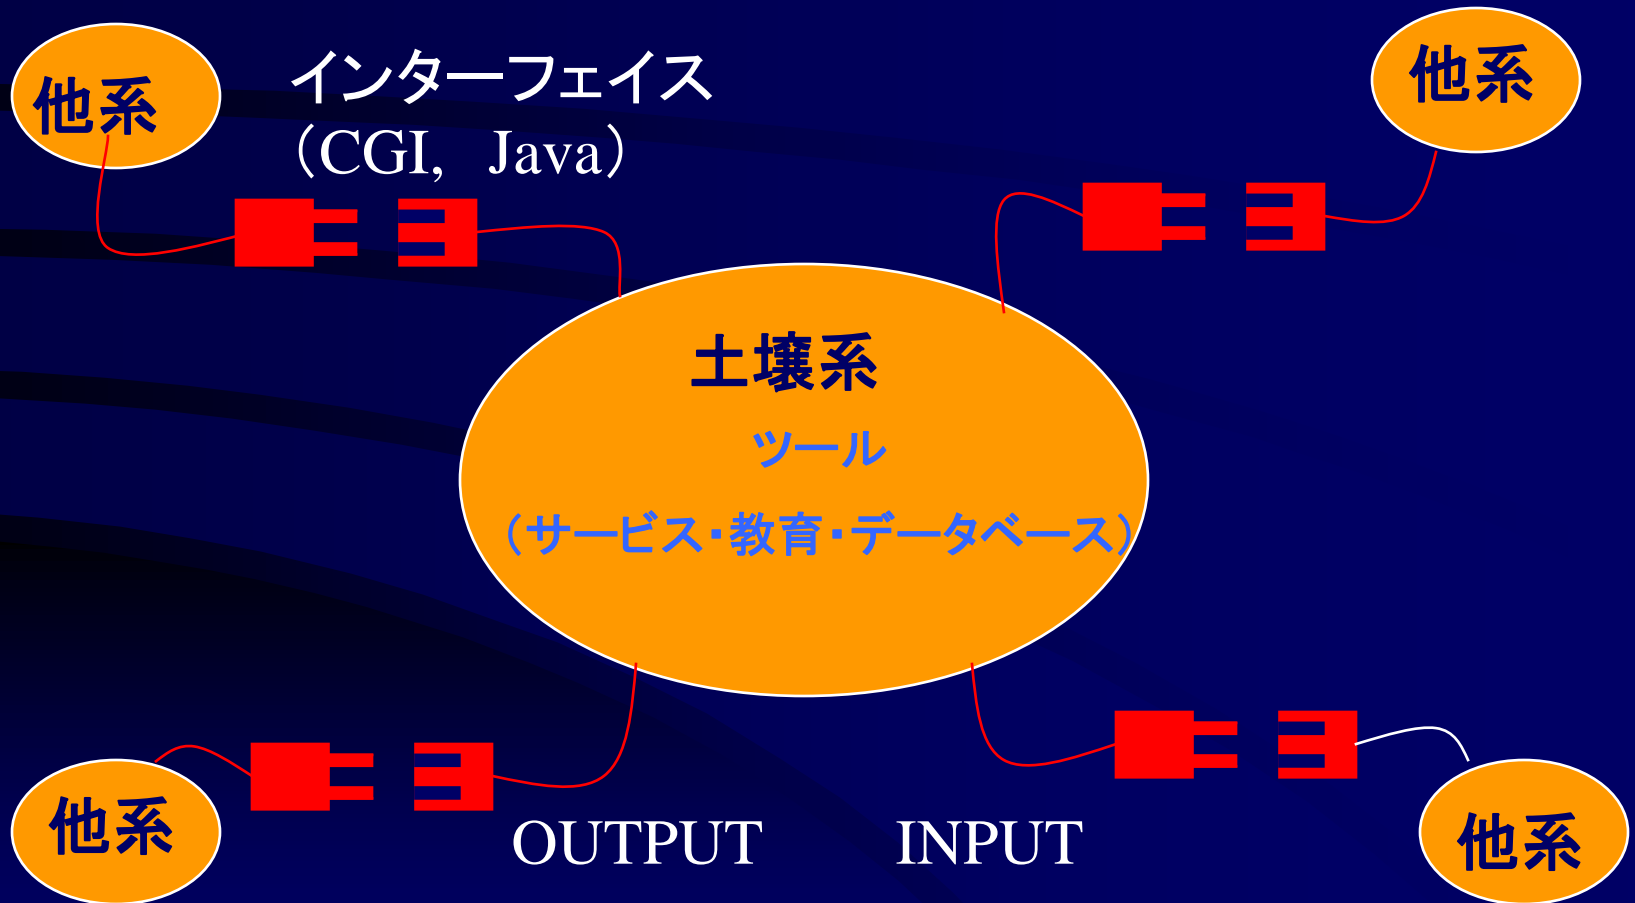 他系
インターフェイス
（CGI, Java）
他系
土壌系
ツール
（サービス・教育・データベース）
他系
OUTPUT
INPUT
他系